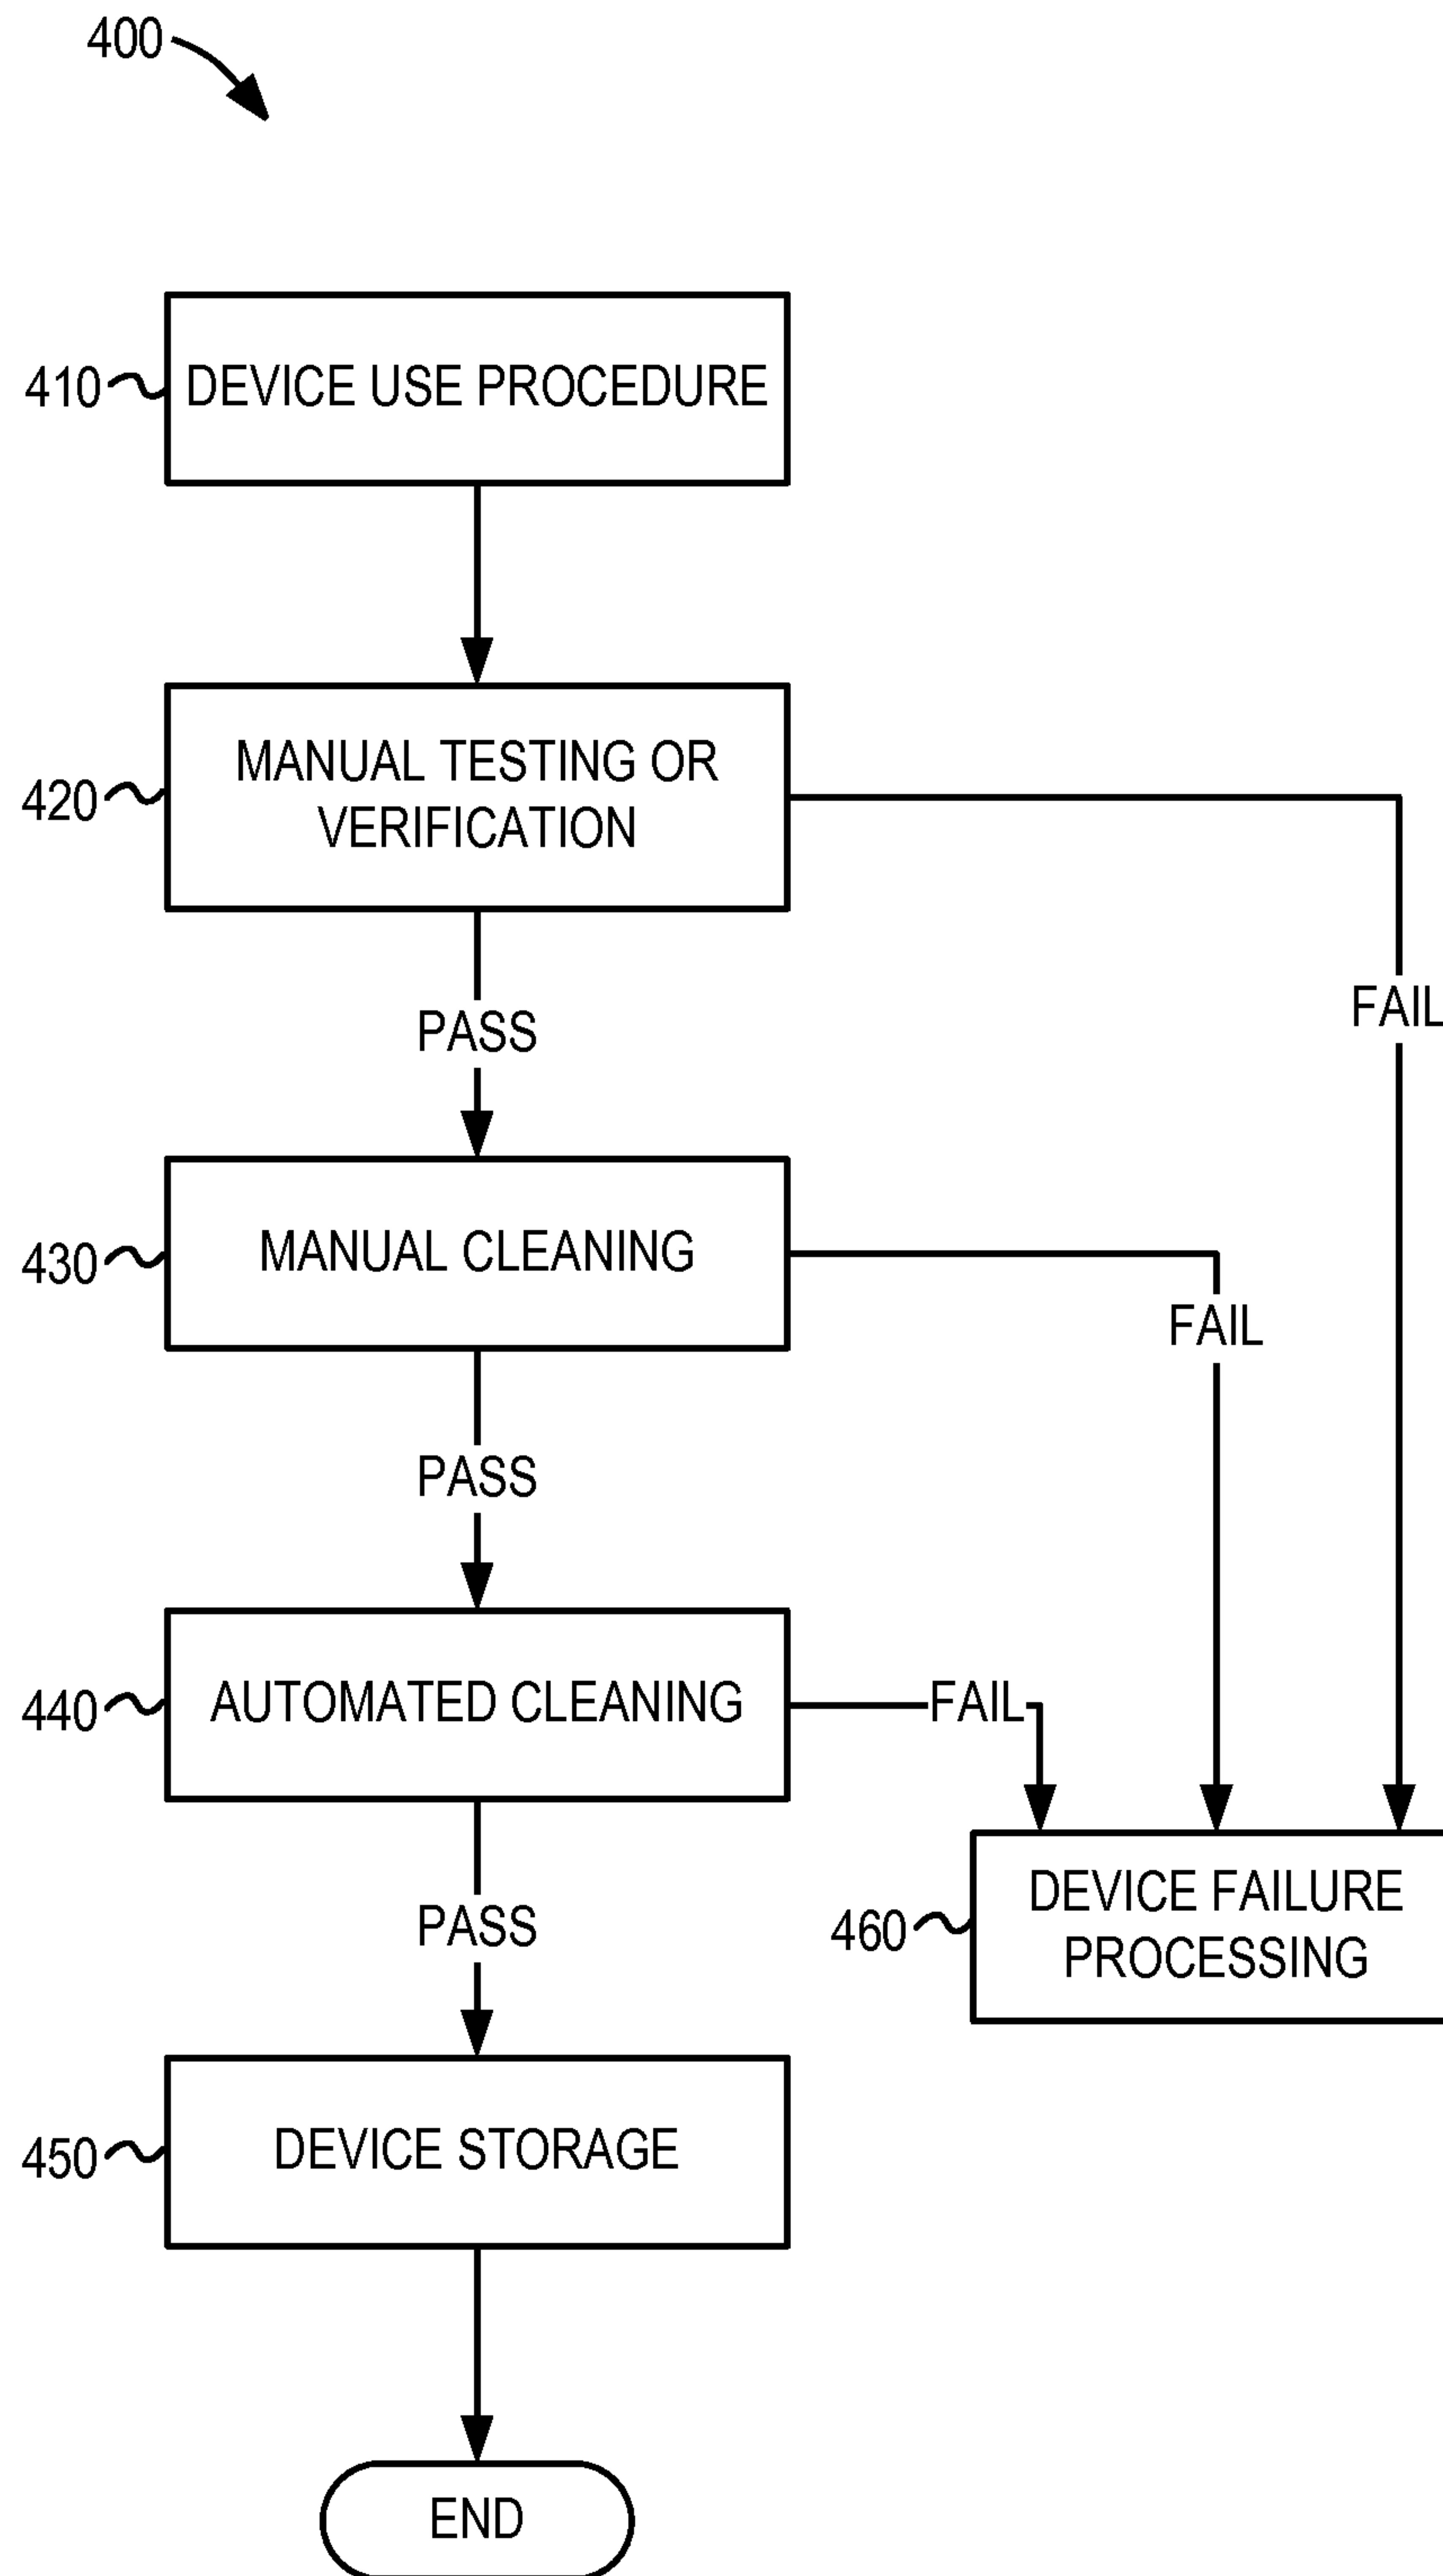 400
410 DEVICE USE PROCEDURE
MANUAL TESTING OR
420
VERIFICATION
PASS
FAIL
430 MANUAL CLEANING
FAIL
PASS
440 AUTOMATED CLEANING
FAIL
DEVICE FAILURE
460
PROCESSING
PASS
450 DEVICE STORAGE
END